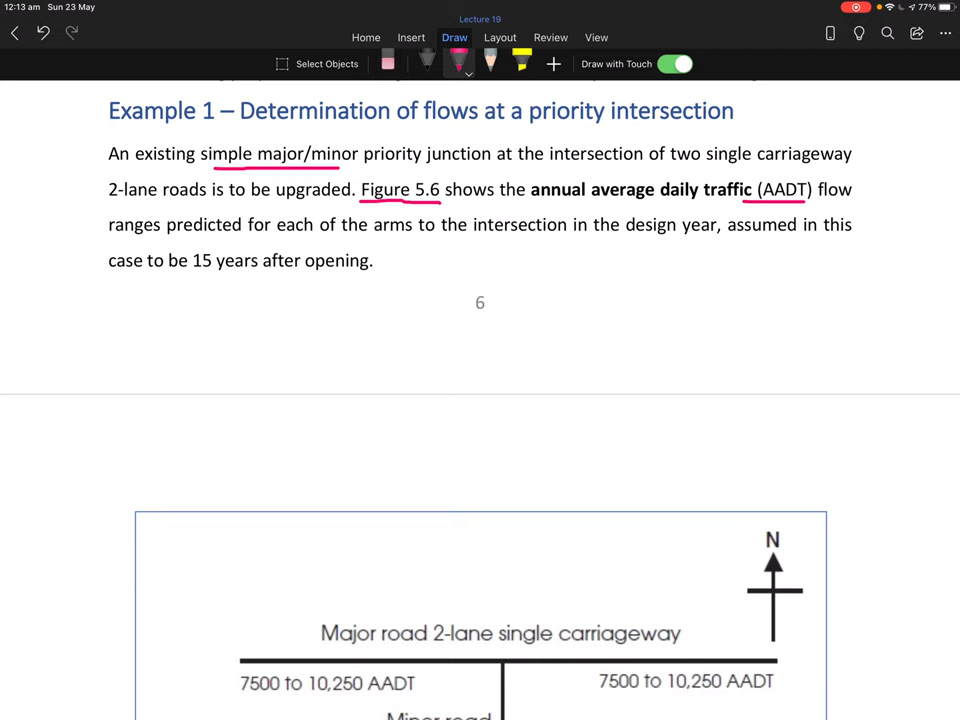 12:13 am Sun 23 May
77%
Lecture 19
Home Insert Draw Layout Review View
Select Objects
Draw with Touch
Example 1 – Determination of flows at a priority intersection
An existing simple major/minor priority junction at the intersection of two single carriageway
2-lane roads is to be upgraded. Figure 5.6 shows the annual average daily traffic (AADT) flow
ranges predicted for each of the arms to the intersection in the design year, assumed in this
case to be 15 years after opening.
6
N
Major road 2-lane single carriageway
7500 to 10,250 AADT
7500 to 10,250 AADT
Minor road